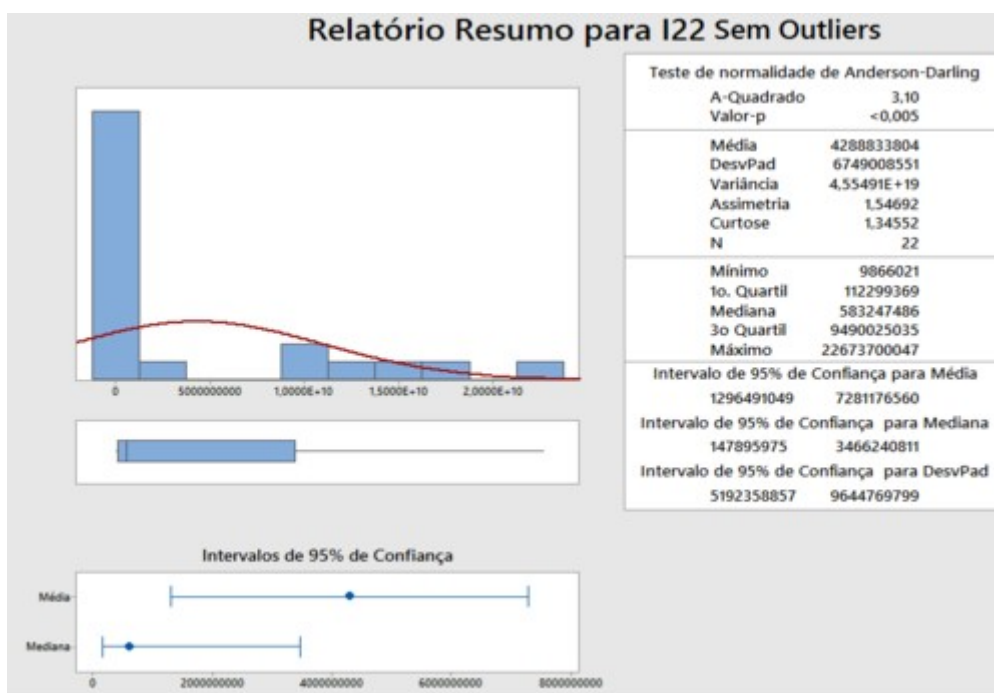 Relatório Resumo para I22 Sem Outliers
Teste de normalidade de Anderson-Darling
A-Quadrado 3,10
Valor-p <0,005
Média 4288833804
DesvPad 6749008551
Variância 4,55491E+19
Assimetria 1,54692
Curtose 1,34552
N 22
Mínimo 9866021
1o. Quartil 112299369
Mediana 583247486
3o Quartil 9490025035
Máximo 22673700047
Intervalo de 95% de Confiança para Média
1296491049 7281176560
Intervalo de 95% de Confiança para Mediana
147895975 3466240811
Intervalo de 95% de Confiança para DesvPad
5192358857 9644769799
0 5000000000 1,0000E+10 1,5000E+10 2,0000E+10
Intervalos de 95% de Confiança
Média
Mediana
0 2000000000 4000000000 6000000000 8000000000